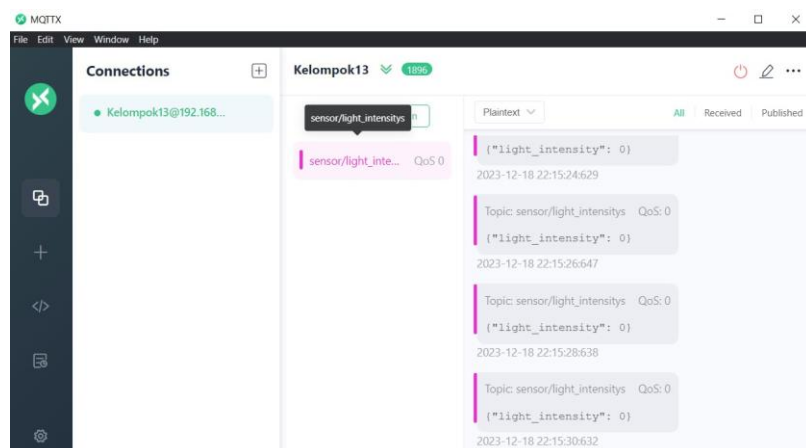 MQTTX
File Edit View Window Help
Connections
Kelompok13@192.168...
Kelompok13 1896
sensor/light_intensitys
n
sensor/light_inte... QoS 0
Plaintext All Received Published
{"light_intensity": 0}
2023-12-18 22:15:24:629
Topic: sensor/light_intensitys QoS: 0
{"light_intensity": 0}
2023-12-18 22:15:26:647
Topic: sensor/light_intensitys QoS: 0
{"light_intensity": 0}
2023-12-18 22:15:28:638
Topic: sensor/light_intensitys QoS: 0
{"light_intensity": 0}
2023-12-18 22:15:30:632